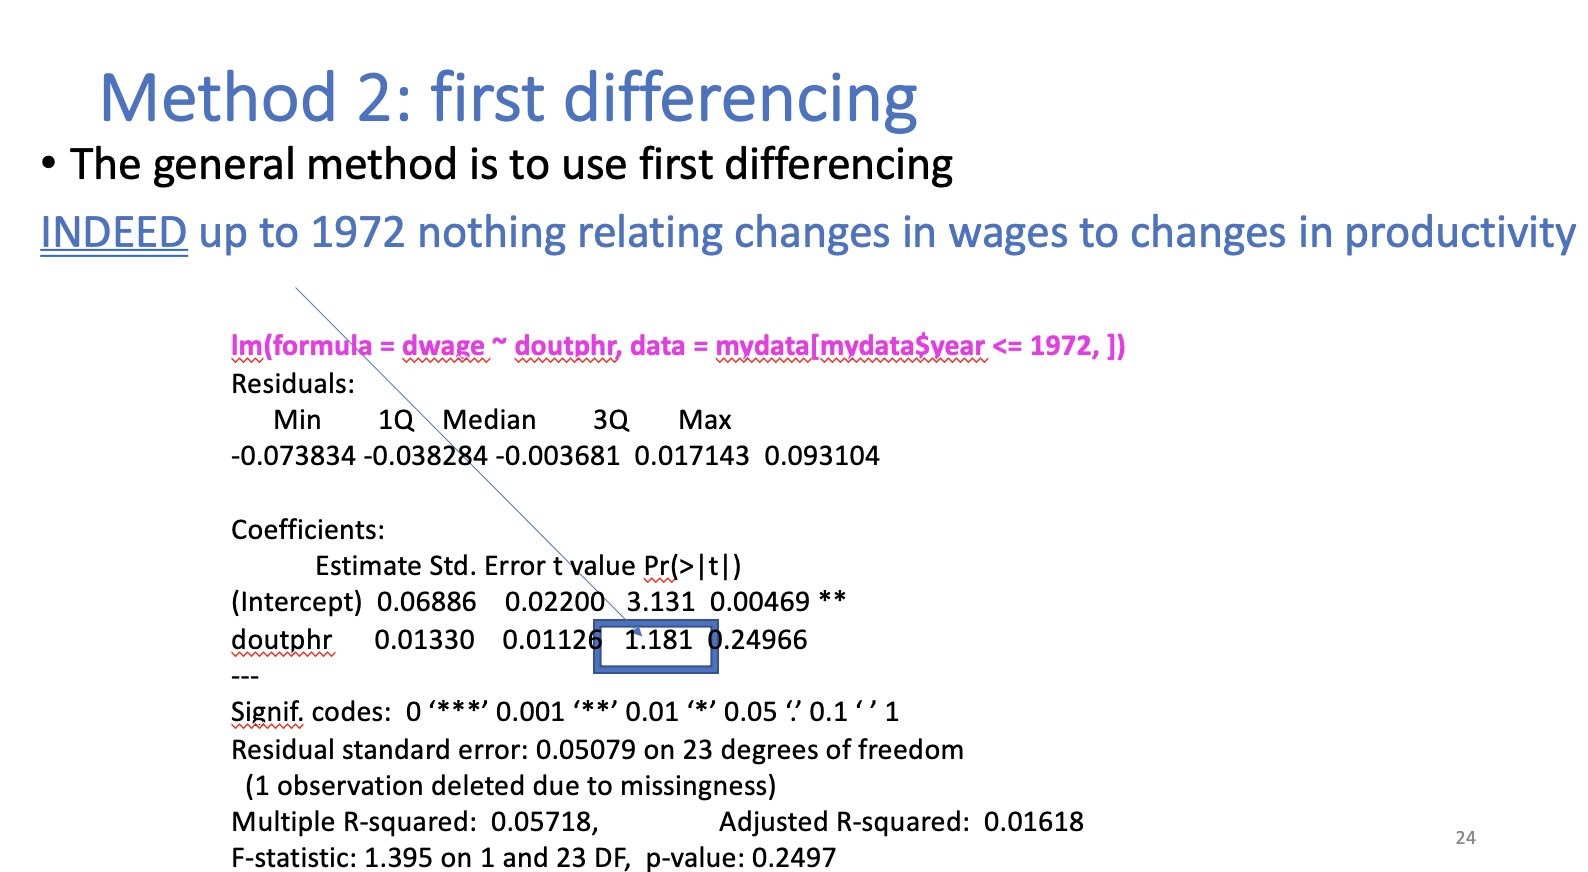 Method 2: first differencing
• The general method is to use first differencing
INDEED up to 1972 nothing relating changes in wages to changes in productivity
lm(formula = dwage ~ doutphr, data = mydata[mydata$year <= 1972, ])
Residuals:
Min 1Q Median 3Q Max
-0.073834 -0.038284 -0.003681 0.017143 0.093104
Coefficients:
Estimate Std. Error t value Pr(>|t|)
(Intercept) 0.06886 0.02200 3.131 0.00469 **
doutphr 0.01330 0.01126 1.181 0.24966
---
Signif. codes: 0 ‘***’ 0.001 ‘**’ 0.01 ‘*’ 0.05 ‘.’ 0.1 ‘ ’ 1
Residual standard error: 0.05079 on 23 degrees of freedom
(1 observation deleted due to missingness)
Multiple R-squared: 0.05718, Adjusted R-squared: 0.01618
F-statistic: 1.395 on 1 and 23 DF, p-value: 0.2497
24